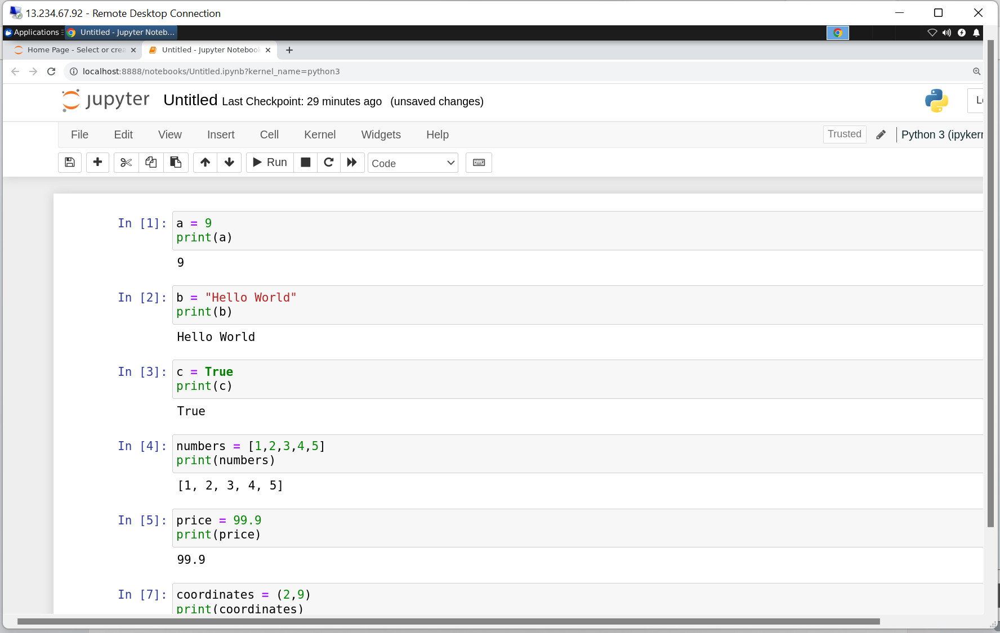 13.234.67.92 - Remote Desktop Connection
Applications Untitled - Jupyter Noteb...
Home Page - Select or crea Untitled - Jupyter Notebook
localhost:8888/notebooks/Untitled.ipynb?kernel_name=python3
jupyter Untitled Last Checkpoint: 29 minutes ago (unsaved changes)
File Edit View Insert Cell Kernel Widgets Help Trusted Python 3 (ipykern
Run Code
In [1]: a = 9
print(a)
9
In [2]: b = "Hello World"
print(b)
Hello World
In [3]: c = True
print(c)
True
In [4]: numbers = [1,2,3,4,5]
print(numbers)
[1, 2, 3, 4, 5]
In [5]: price = 99.9
print(price)
99.9
In [7]: coordinates = (2,9)
print(coordinates)